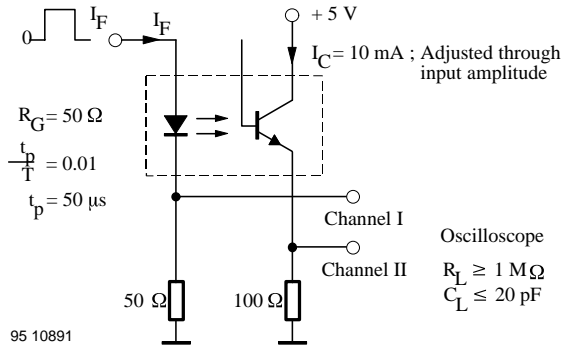 + 5 V
0
I_F
I_F
I_C = 10 mA ; Adjusted through
input amplitude
R_G = 50 Ω
t_p
T
= 0.01
t_p = 50 µs
Channel I
Channel II
Oscilloscope
R_L ≥ 1 MΩ
C_L ≤ 20 pF
50 Ω
100 Ω
95 10891